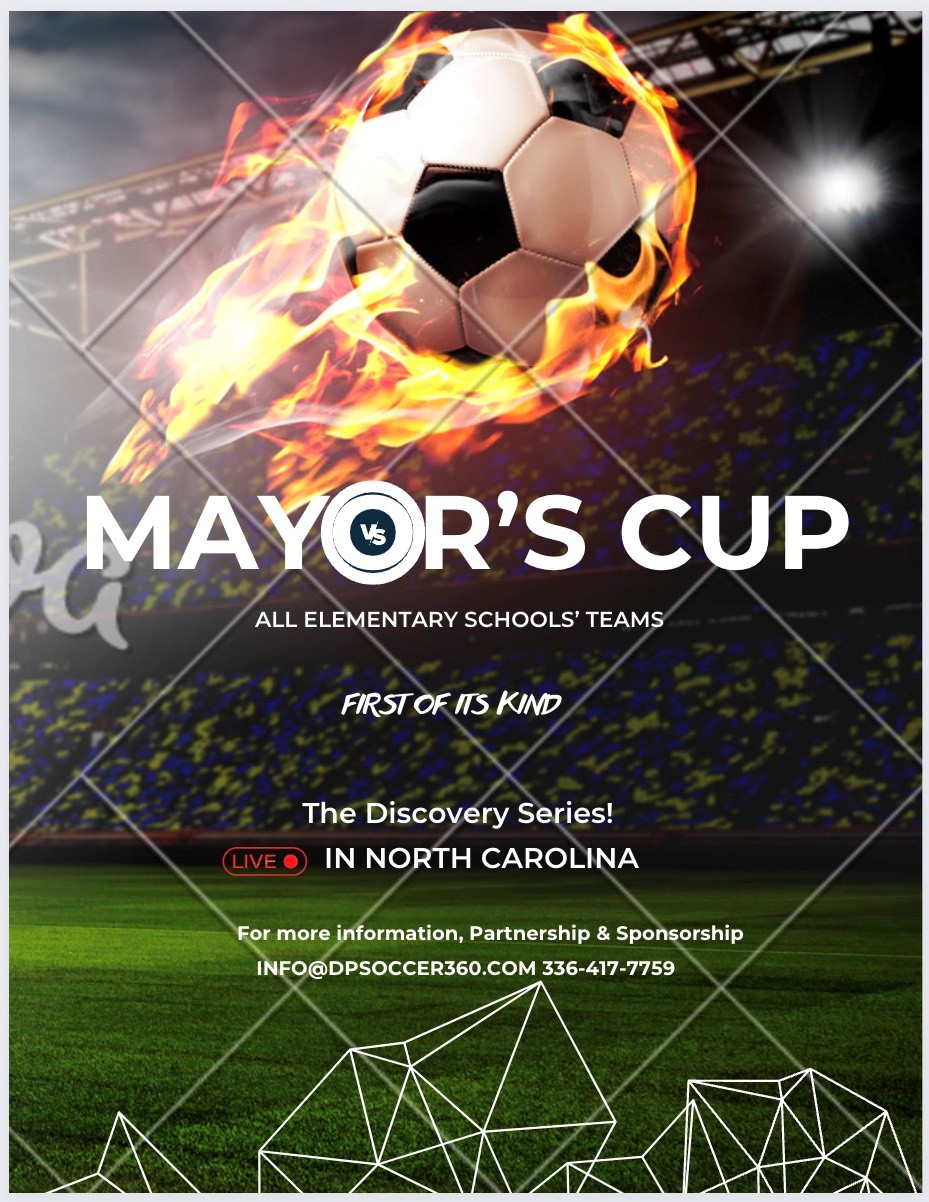 MAYOR'S CUP
VS
ALL ELEMENTARY SCHOOLS' TEAMS
FIRST OF ITS KIND
The Discovery Series!
LIVE IN NORTH CAROLINA
For more information, Partnership & Sponsorship
INFO@DPSOCCER360.COM 336-417-7759